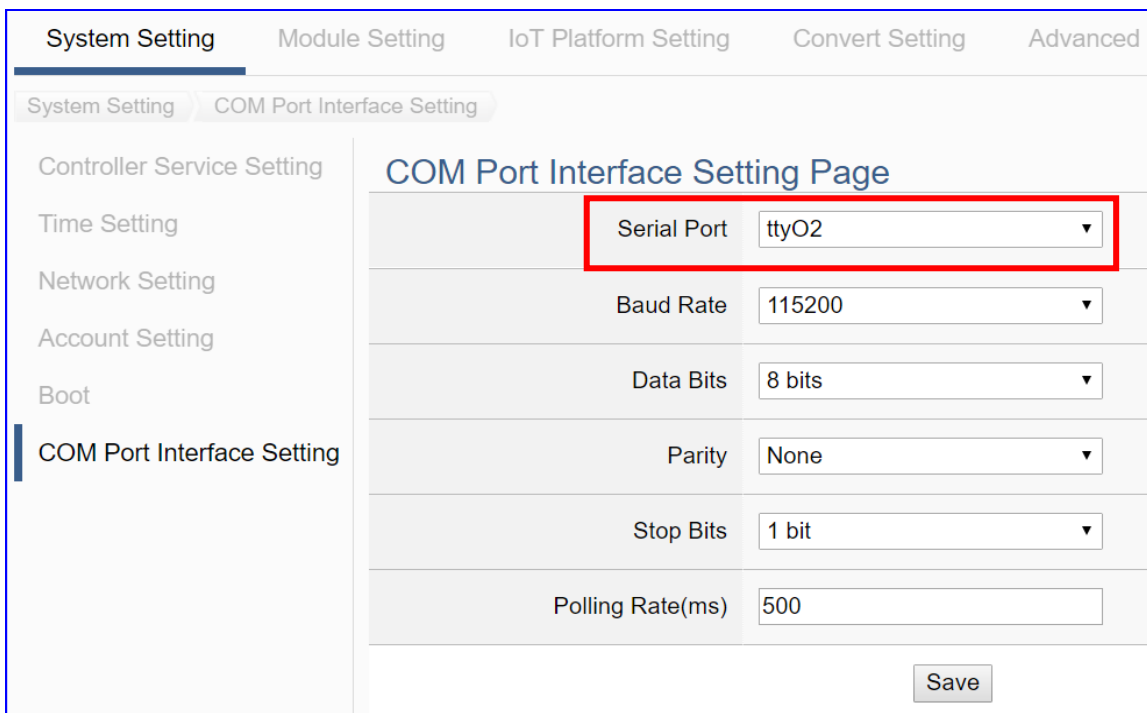 System Setting Module Setting IoT Platform Setting Convert Setting Advanced
System Setting COM Port Interface Setting
Controller Service Setting
Time Setting
Network Setting
Account Setting
Boot
COM Port Interface Setting
COM Port Interface Setting Page
Serial Port ttyO2
Baud Rate 115200
Data Bits 8 bits
Parity None
Stop Bits 1 bit
Polling Rate(ms) 500
Save